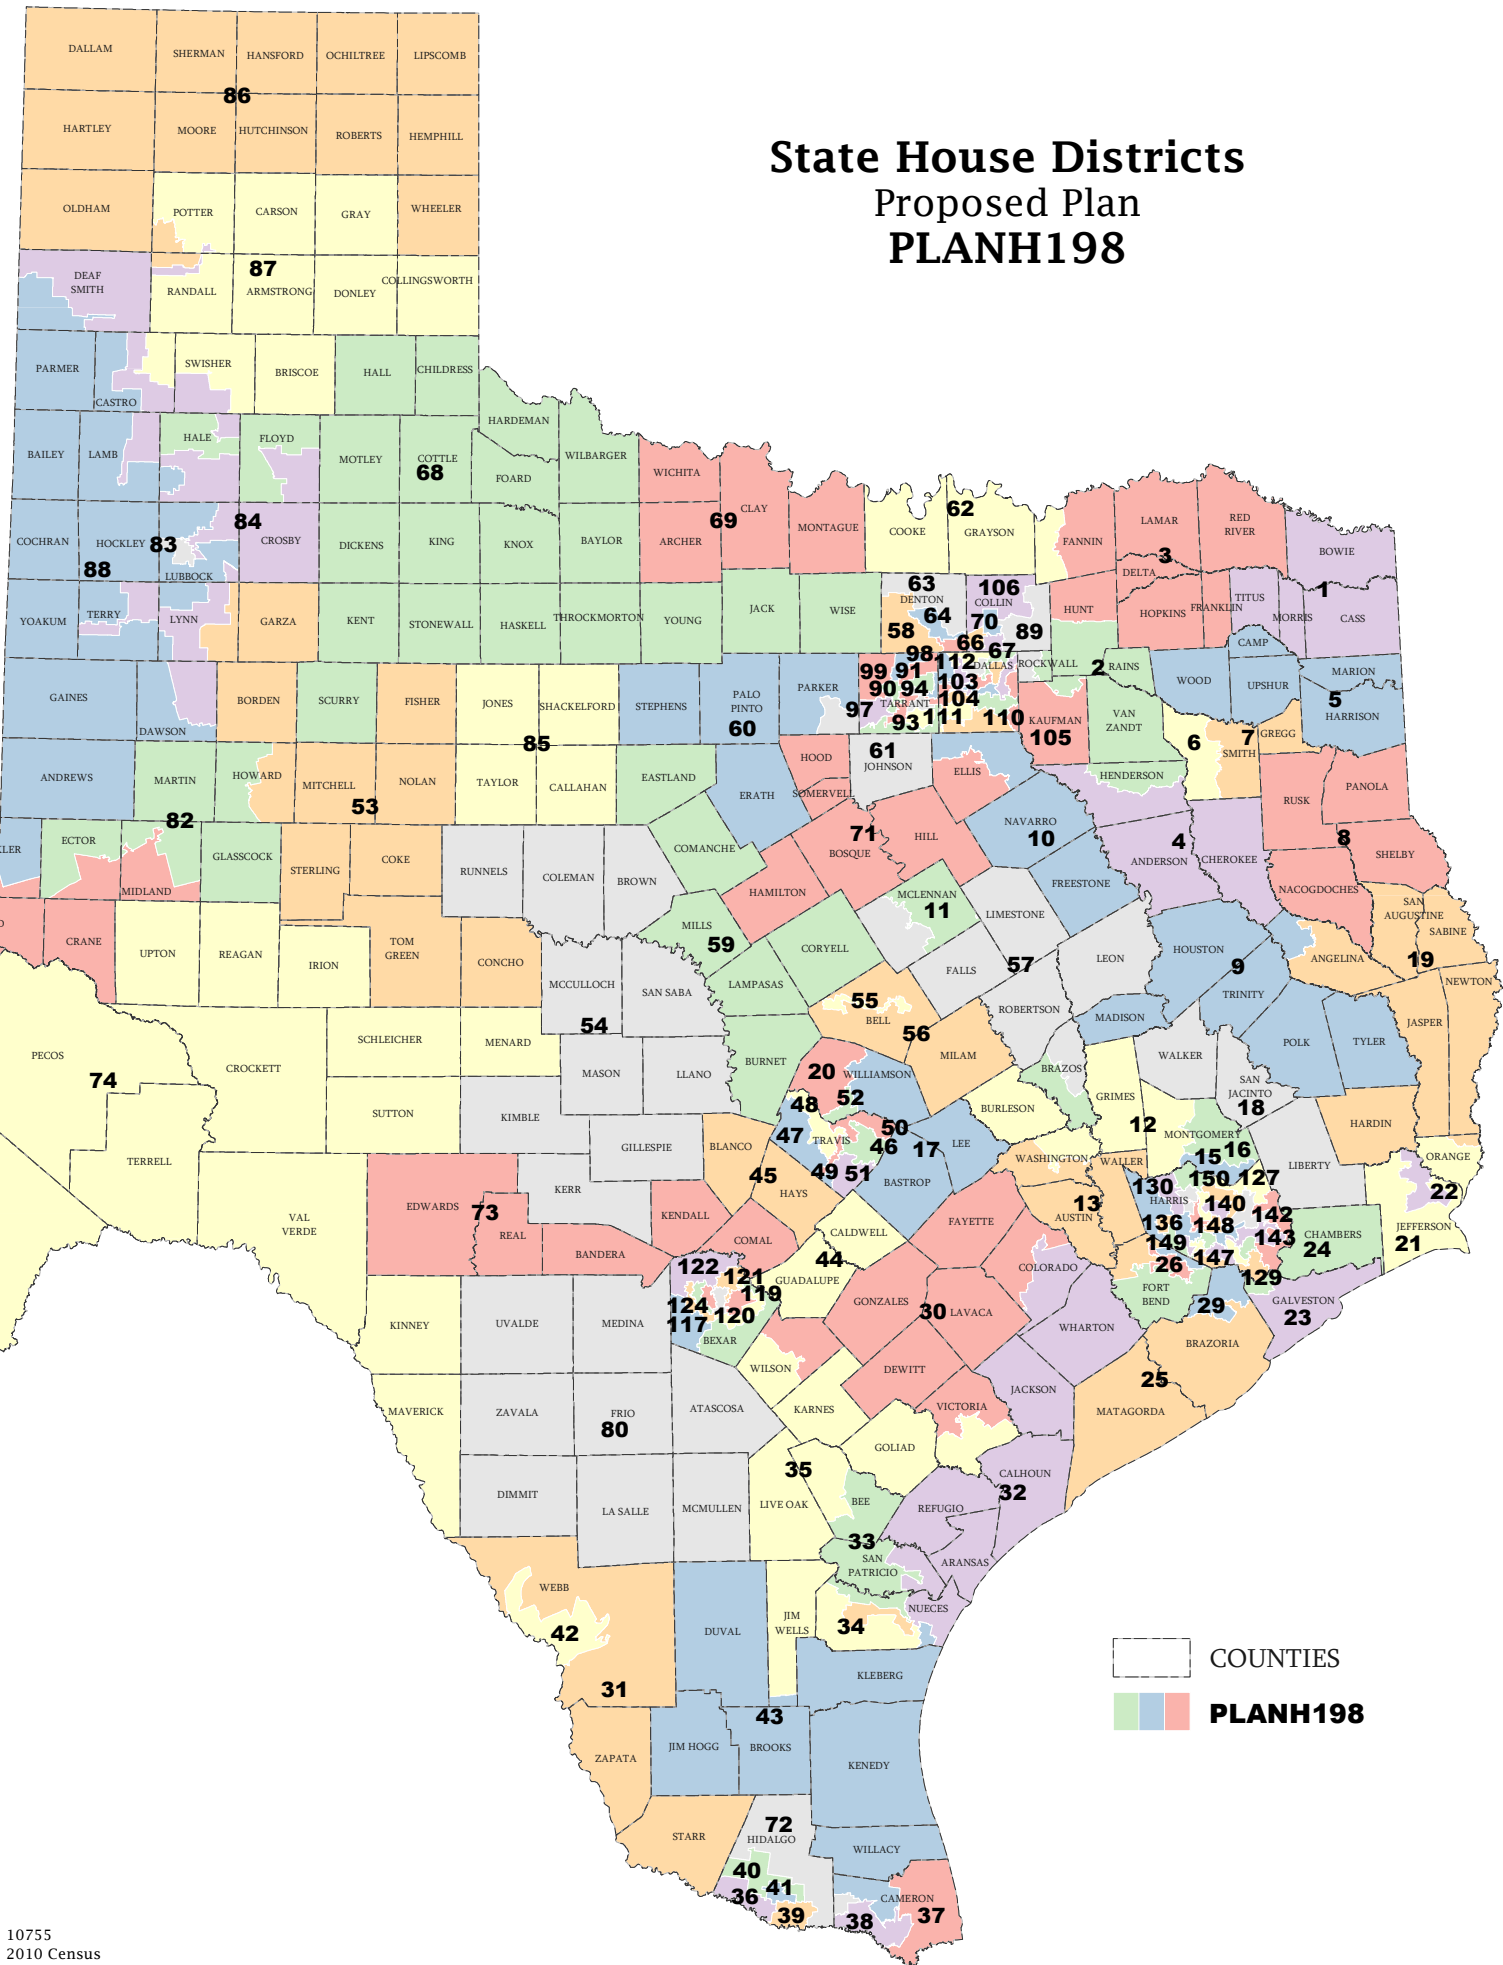 State House Districts
Proposed Plan
PLANH198
DALLAM
SHERMAN
HANSFORD
OCHILTREE
LIPSCOMB
86
HARTLEY
MOORE
HUTCHINSON
ROBERTS
HEMPHILL
OLDHAM
POTTER
CARSON
GRAY
WHEELER
DEAF
SMITH
87
RANDALL
ARMSTRONG
DONLEY
COLLINGSWORTH
PARMER
CASTRO
SWISHER
BRISCOE
HALL
CHILDRESS
BAILEY
LAMB
HALE
FLOYD
MOTLEY
COTTLE
68
HARDEMAN
FOARD
WILBARGER
WICHITA
CLAY
69
ARCHER
MONTAGUE
COOKE
62
GRAYSON
FANNIN
LAMAR
RED
RIVER
3
DELTA
BOWIE
COCHRAN
HOCKLEY
83
88
84
LUBBOCK
CROSBY
DICKENS
KING
KNOX
BAYLOR
YOAKUM
TERRY
LYNN
GARZA
KENT
STONEWALL
HASKELL
THROCKMORTON
YOUNG
JACK
WISE
63
DENTON
64
58
106
COLLIN
70
89
66
67
HUNT
HOPKINS
FRANKLIN
TITUS
MORRIS
1
CASS
CAMP
98
112
DALLAS
ROCKWALL
2
RAINS
WOOD
UPSHUR
MARION
5
HARRISON
GAINES
DAWSON
BORDEN
SCURRY
FISHER
JONES
SHACKELFORD
85
STEPHENS
PALO
PINTO
60
PARKER
99
91
90
94
103
104
97
TARRANT
93
111
110
KAUFMAN
105
VAN
ZANDT
6
7
SMITH
GREGG
ANDREWS
MARTIN
HOWARD
MITCHELL
53
NOLAN
TAYLOR
CALLAHAN
EASTLAND
ERATH
HOOD
SOMERVELL
61
JOHNSON
ELLIS
HENDERSON
RUSK
PANOLA
82
KLER
ECTOR
MIDLAND
GLASSCOCK
STERLING
COKE
RUNNELS
COLEMAN
BROWN
COMANCHE
71
BOSQUE
HILL
NAVARRO
10
4
ANDERSON
CHEROKEE
8
SHELBY
NACOGDOCHES
HAMILTON
MCLENNAN
11
LIMESTONE
FREESTONE
SAN
AUGUSTINE
SABINE
CRANE
UPTON
REAGAN
IRION
TOM
GREEN
CONCHO
MILLS
59
CORYELL
FALLS
57
LEON
HOUSTON
9
ANGELINA
19
NEWTON
MCCULLOCH
SAN SABA
LAMPASAS
55
BELL
56
ROBERTSON
MADISON
TRINITY
JASPER
54
PECOS
74
CROCKETT
SCHLEICHER
MENARD
MASON
LLANO
BURNET
MILAM
20
WILLIAMSON
52
BRAZOS
WALKER
POLK
TYLER
GRIMES
SAN
JACINTO
18
SUTTON
KIMBLE
48
BURLESON
12
HARDIN
GILLESPIE
BLANCO
47
TRAVIS
50
46
17
LEE
MONTGOMERY
15
16
TERRELL
49
51
BASTROP
WASHINGTON
WALLER
150
127
LIBERTY
ORANGE
45
HAYS
130
HARRIS
140
22
KERR
EDWARDS
73
REAL
KENDALL
COMAL
CALDWELL
FAYETTE
13
AUSTIN
136
148
142
143
CHAMBERS
24
JEFFERSON
21
VAL
VERDE
BANDERA
44
149
147
COLORADO
26
129
122
121
119
GUADALUPE
GONZALES
30
LAVACA
FORT
BEND
29
GALVESTON
23
124
117
120
BEXAR
KINNEY
UVALDE
MEDINA
WHARTON
BRAZORIA
WILSON
DEWITT
25
MAVERICK
ZAVALA
FRIO
80
ATASCOSA
KARNES
VICTORIA
JACKSON
MATAGORDA
GOLIAD
35
CALHOUN
32
DIMMIT
LA SALLE
MCMULLEN
LIVE OAK
BEE
REFUGIO
33
SAN
PATRICIO
ARANSAS
WEBB
42
DUVAL
JIM
WELLS
34
NUECES
COUNTIES
31
KLEBERG
PLANH198
43
ZAPATA
JIM HOGG
BROOKS
KENEDY
STARR
72
HIDALGO
WILLACY
40
36
41
39
38
CAMERON
37
10755
2010 Census